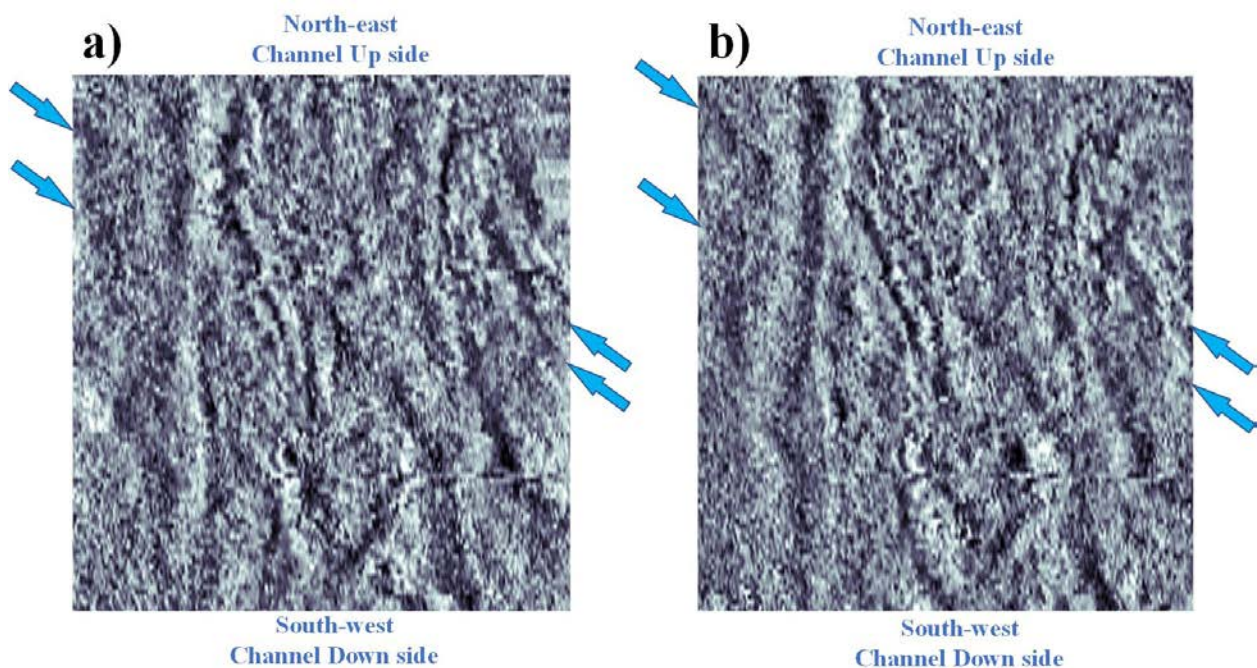 a)
North-east
Channel Up side
b)
North-east
Channel Up side
South-west
Channel Down side
South-west
Channel Down side